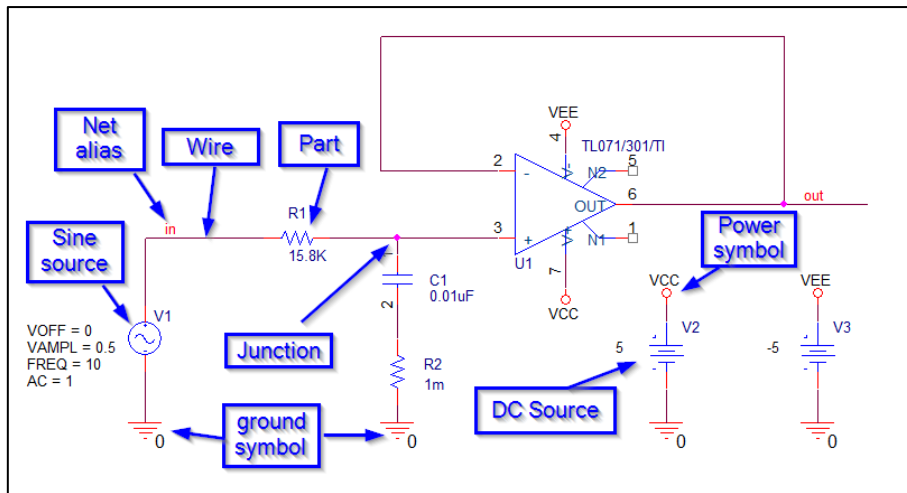 Net
alias
Wire
Part
VEE
4
TL071/301/TI
V-
N2
5
2
-
Sine
source
in
R1
15.8K
3
+
OUT
6
out
V+
N1
1
U1
Power
symbol
7
VCC
1
C1
0.01uF
2
VCC
VEE
V1
VOFF = 0
VAMPL = 0.5
FREQ = 10
AC = 1
Junction
R2
1m
5
V2
-5
V3
DC Source
ground
symbol
0
0
0
0